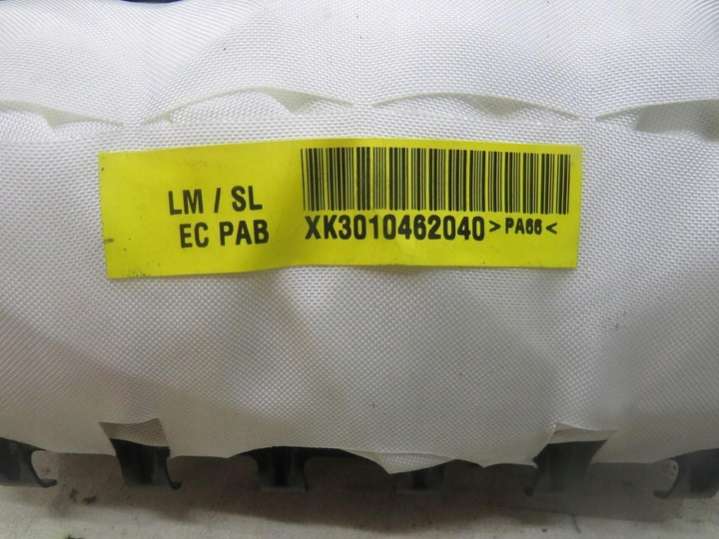 LM / SL
EC PAB
XK3010462040 >PA66<